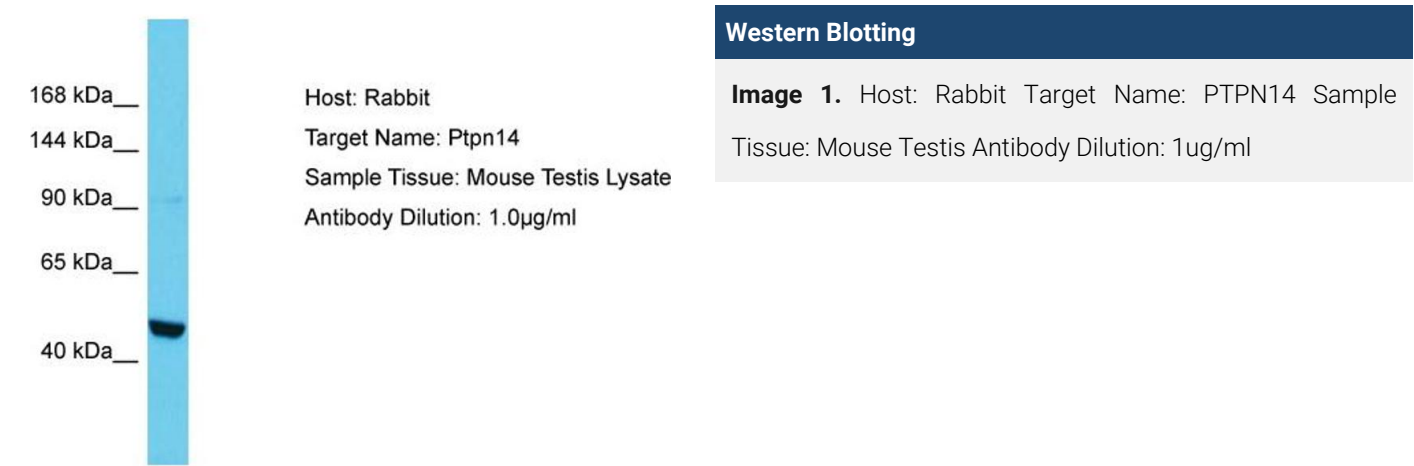 168 kDa__
144 kDa__
90 kDa__
65 kDa__
40 kDa__
Host: Rabbit
Target Name: Ptpn14
Sample Tissue: Mouse Testis Lysate
Antibody Dilution: 1.0µg/ml
Western Blotting
Image 1. Host: Rabbit Target Name: PTPN14 Sample
Tissue: Mouse Testis Antibody Dilution: 1ug/ml